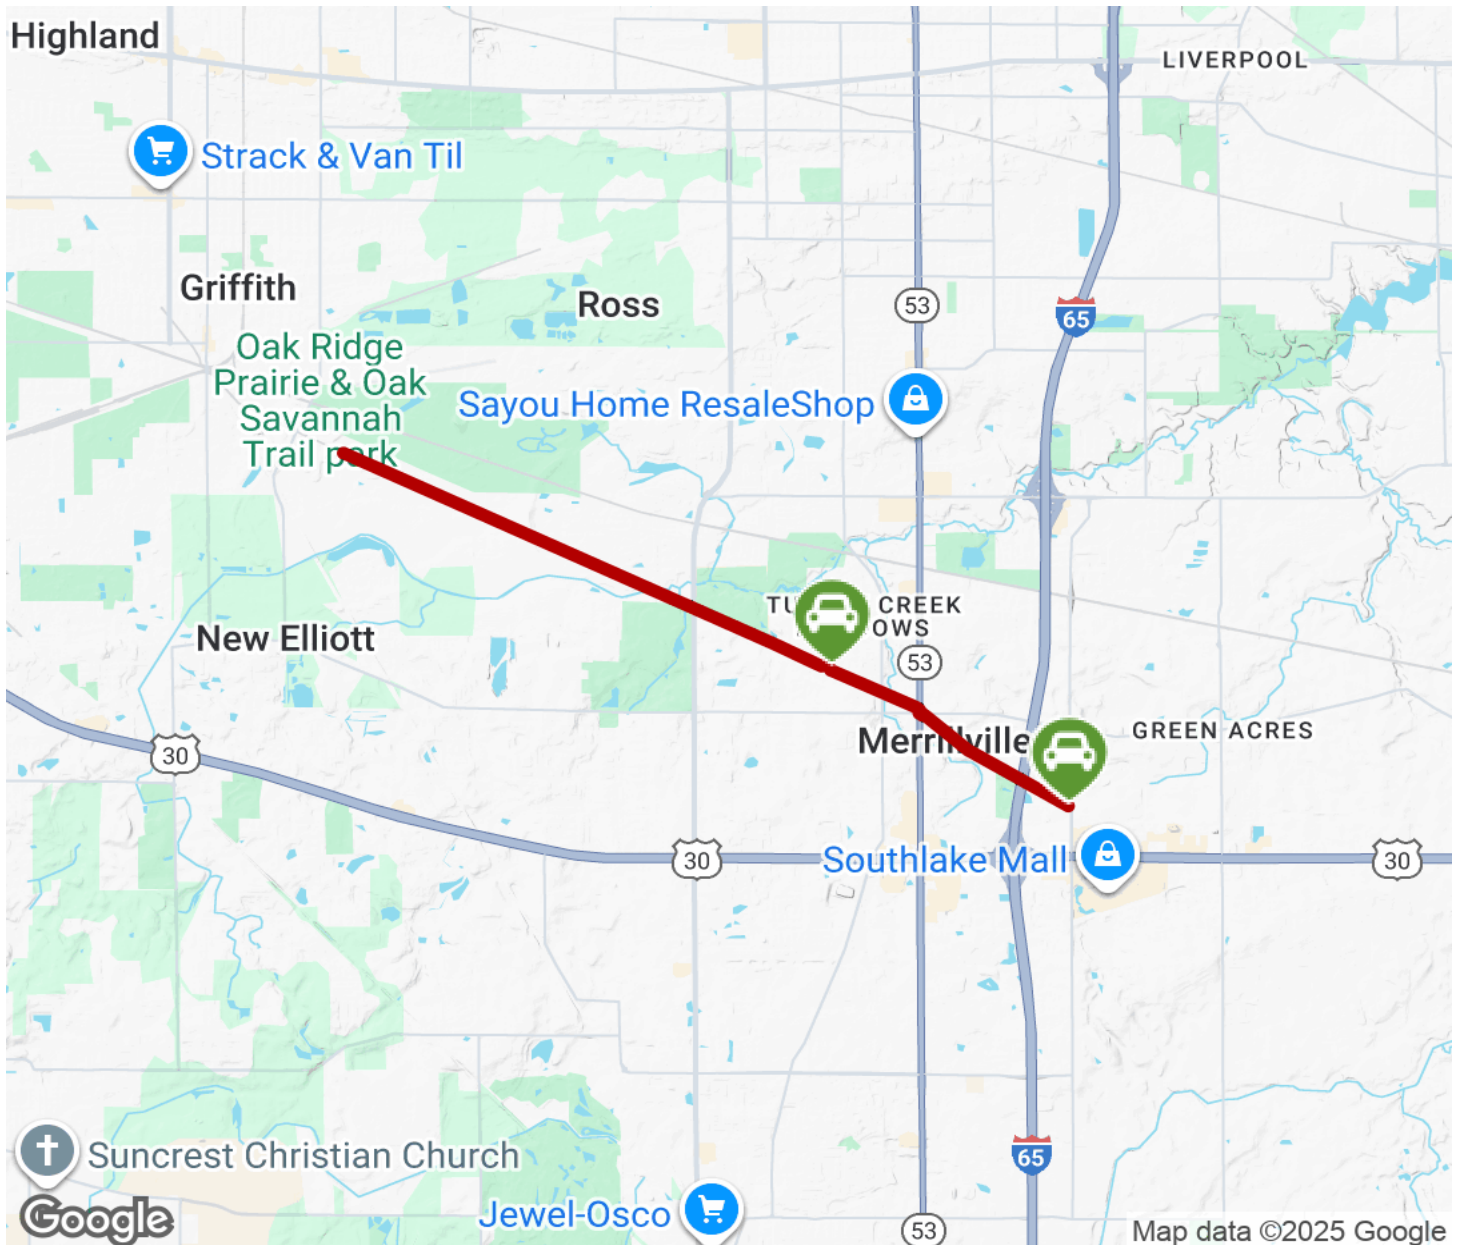 Highland
LIVERPOOL
Strack & Van Til
Griffith
Ross
53
65
Oak Ridge
Prairie & Oak
Savannah
Trail park
Sayou Home ResaleShop
CREEK
New Elliott
53
Merrillville
GREEN ACRES
30
30
Southlake Mall
30
Suncrest Christian Church
65
Jewel-Osco
53
Google
Map data ©2025 Google